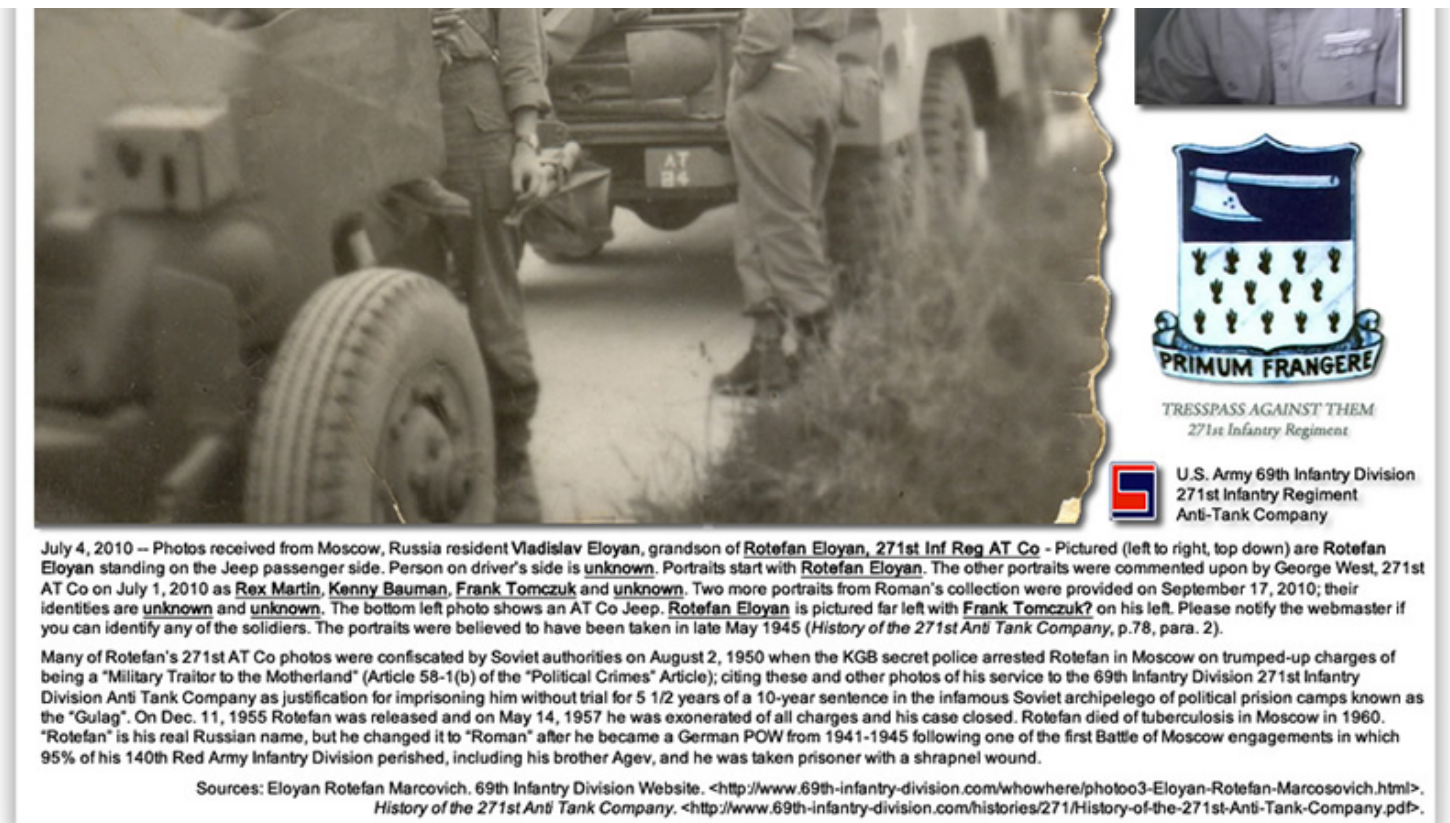 AT
84
PRIMUM FRANGERE
TRESSPASS AGAINST THEM
271st Infantry Regiment
U.S. Army 69th Infantry Division
271st Infantry Regiment
Anti-Tank Company
July 4, 2010 -- Photos received from Moscow, Russia resident Vladislav Eloyan, grandson of Rotefan Eloyan, 271st Inf Reg AT Co - Pictured (left to right, top down) are Rotefan
Eloyan standing on the Jeep passenger side. Person on driver's side is unknown. Portraits start with Rotefan Eloyan. The other portraits were commented upon by George West, 271st
AT Co on July 1, 2010 as Rex Martin, Kenny Bauman, Frank Tomczuk and unknown. Two more portraits from Roman's collection were provided on September 17, 2010; their
identities are unknown and unknown. The bottom left photo shows an AT Co Jeep. Rotefan Eloyan is pictured far left with Frank Tomczuk? on his left. Please notify the webmaster if
you can identify any of the solidiers. The portraits were believed to have been taken in late May 1945 (History of the 271st Anti Tank Company, p.78, para. 2).
Many of Rotefan's 271st AT Co photos were confiscated by Soviet authorities on August 2, 1950 when the KGB secret police arrested Rotefan in Moscow on trumped-up charges of
being a "Military Traitor to the Motherland" (Article 58-1(b) of the "Political Crimes" Article); citing these and other photos of his service to the 69th Infantry Division 271st Infantry
Division Anti Tank Company as justification for imprisoning him without trial for 5 1/2 years of a 10-year sentence in the infamous Soviet archipelego of political prision camps known as
the "Gulag". On Dec. 11, 1955 Rotefan was released and on May 14, 1957 he was exonerated of all charges and his case closed. Rotefan died of tuberculosis in Moscow in 1960.
"Rotefan" is his real Russian name, but he changed it to "Roman" after he became a German POW from 1941-1945 following one of the first Battle of Moscow engagements in which
95% of his 140th Red Army Infantry Division perished, including his brother Agev, and he was taken prisoner with a shrapnel wound.
Sources: Eloyan Rotefan Marcovich. 69th Infantry Division Website. <http://www.69th-infantry-division.com/whowhere/photoo3-Eloyan-Rotefan-Marcosovich.html>.
History of the 271st Anti Tank Company. <http://www.69th-infantry-division.com/histories/271/History-of-the-271st-Anti-Tank-Company.pdf>.